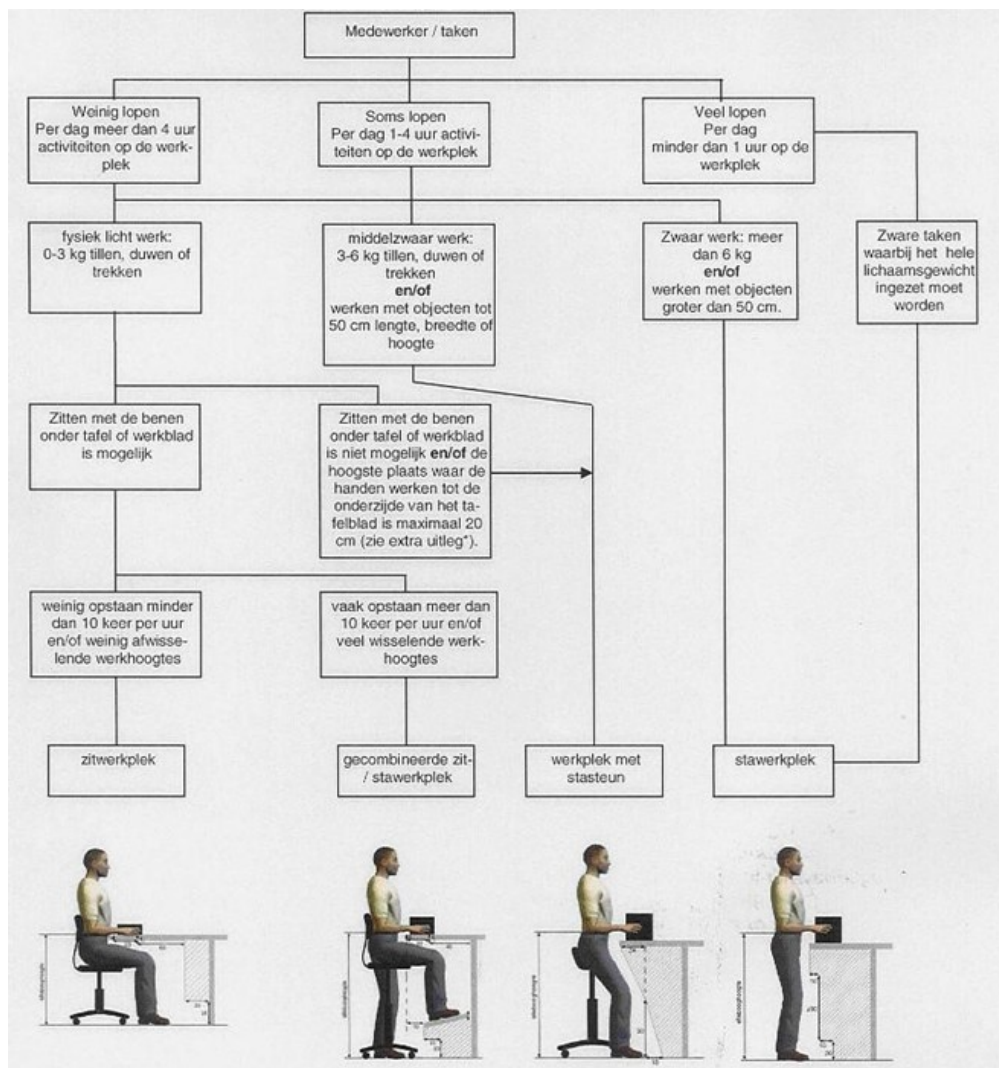 Medewerker / taken
Weinig lopen
Per dag meer dan 4 uur
activiteiten op de werk-
plek
Soms lopen
Per dag 1-4 uur activi-
teiten op de werkplek
Veel lopen
Per dag
minder dan 1 uur op de
werkplek
fysiek licht werk:
0-3 kg tillen, duwen of
trekken
middelzwaar werk:
3-6 kg tillen, duwen of
trekken
en/of
werken met objecten tot
50 cm lengte, breedte of
hoogte
Zwaar werk: meer
dan 6 kg
en/of
werken met objecten
groter dan 50 cm.
Zware taken
waarbij het hele
lichaamsgewicht
ingezet moet
worden
Zitten met de benen
onder tafel of werkblad
is mogelijk
Zitten met de benen
onder tafel of werkblad
is niet mogelijk en/of de
hoogste plaats waar de
handen werken tot de
onderzijde van het ta-
felblad is maximaal 20
cm (zie extra uitleg*).
weinig opstaan minder
dan 10 keer per uur
en/of weinig afwisse-
lende werkhoogtes
vaak opstaan meer dan
10 keer per uur en/of
veel wisselende werk-
hoogtes
zitwerkplek
gecombineerde zit-
/ stawerkplek
werkplek met
stasteun
stawerkplek